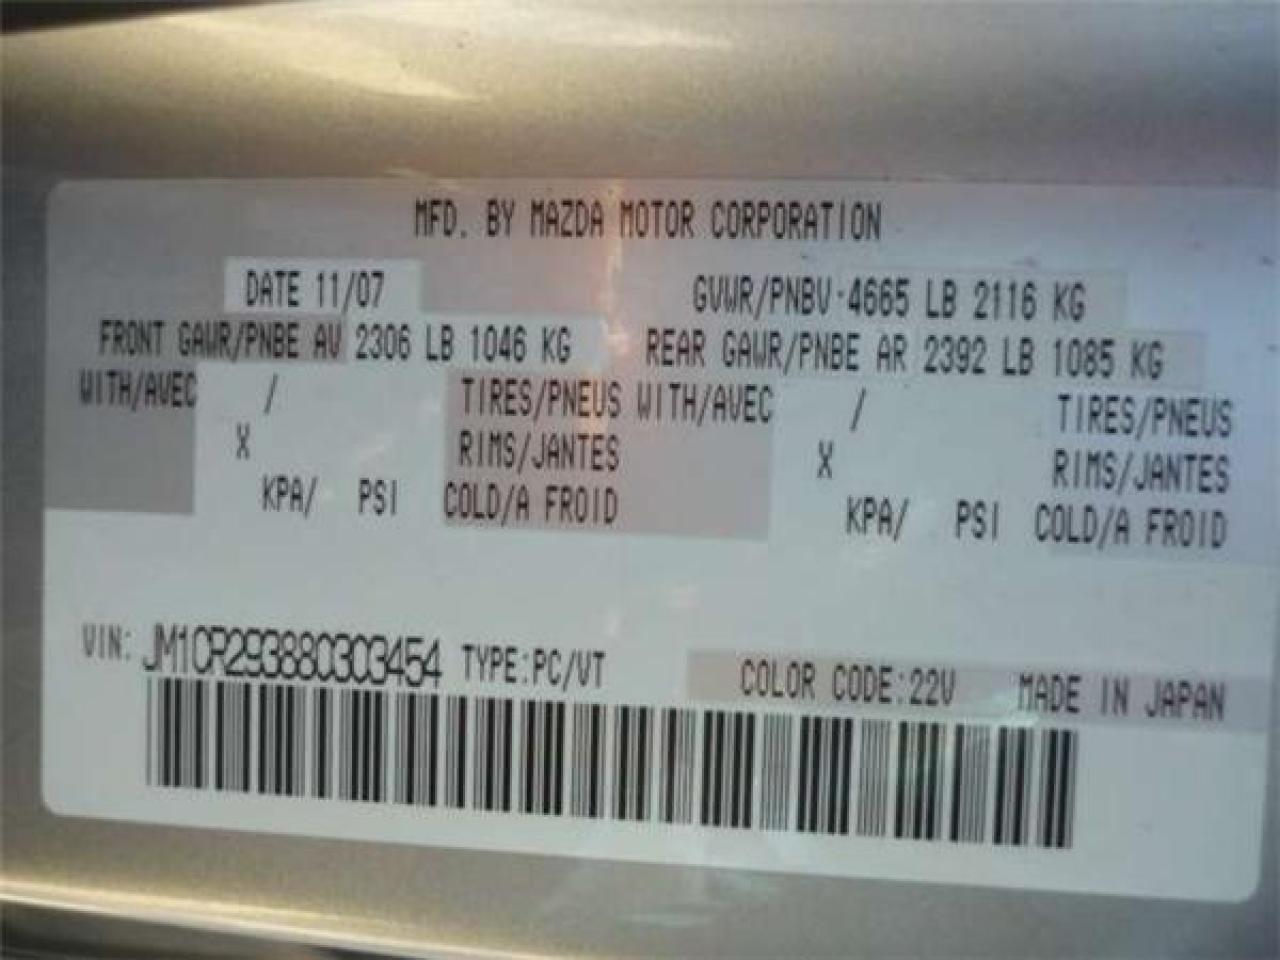 MFD. BY MAZDA MOTOR CORPORATION
DATE 11/07 GVWR/PNBV·4665 LB 2116 KG
FRONT GAWR/PNBE AV 2306 LB 1046 KG REAR GAWR/PNBE AR 2392 LB 1085 KG
WITH/AVEC / TIRES/PNEUS WITH/AVEC / TIRES/PNEUS
X RIMS/JANTES X RIMS/JANTES
KPA/ PSI COLD/A FROID KPA/ PSI COLD/A FROID
VIN: JM1CR293880303454 TYPE:PC/VT COLOR CODE:22V MADE IN JAPAN